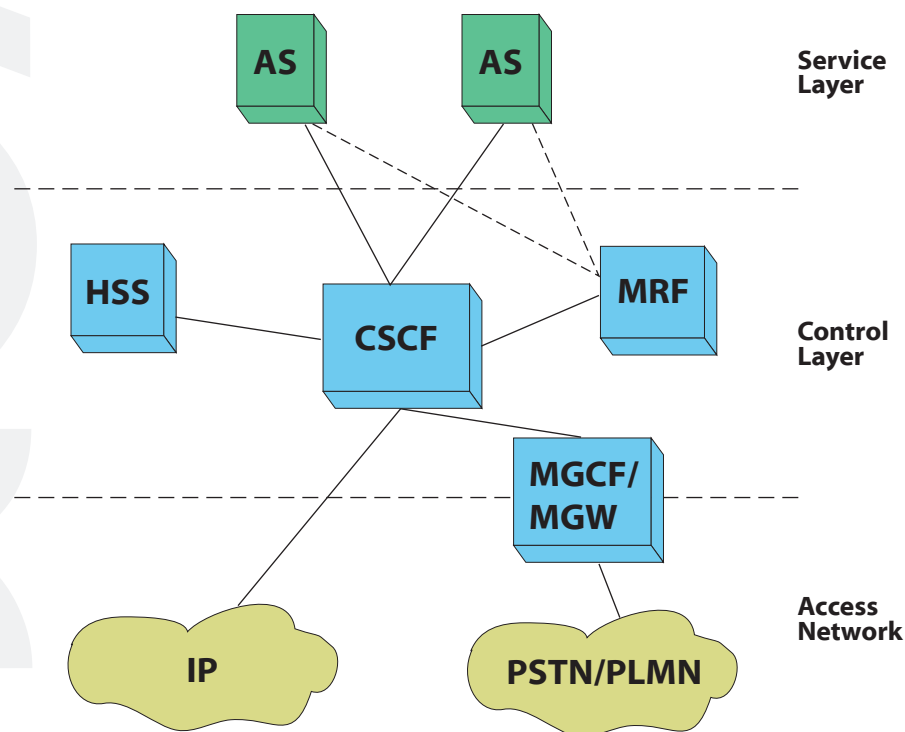 AS
AS
Service
Layer
HSS
CSCF
MRF
Control
Layer
MGCF/
MGW
Access
Network
IP
PSTN/PLMN